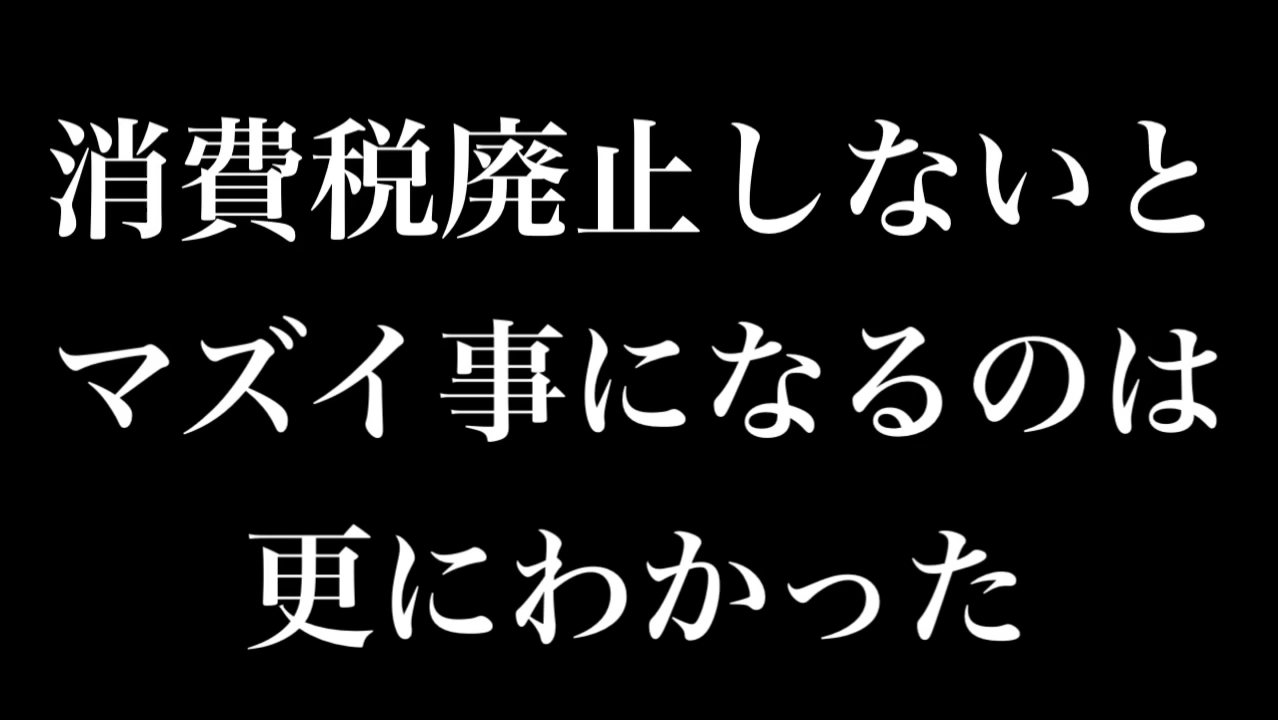 消費税廃止しないと
マズイ事になるのは
更にわかった